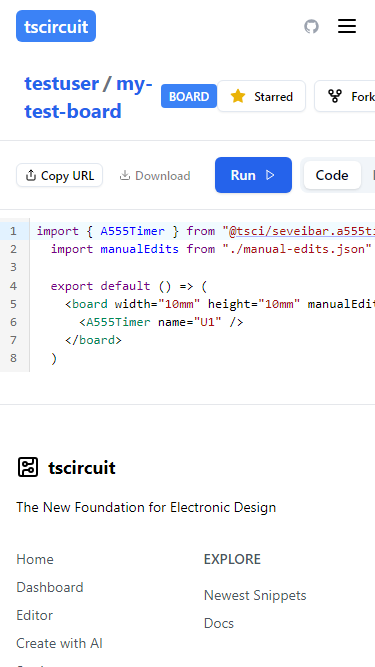 tscircuit
testuser / my-test-board
BOARD
Starred
Fork
Copy URL
Download
Run
Code
1 import { A555Timer } from "@tsci/seveibar.a555ti
2 import manualEdits from "./manual-edits.json"
3
4 export default () => (
5 <board width="10mm" height="10mm" manualEdit
6 <A555Timer name="U1" />
7 </board>
8 )
tscircuit
The New Foundation for Electronic Design
Home
Dashboard
Editor
Create with AI
EXPLORE
Newest Snippets
Docs